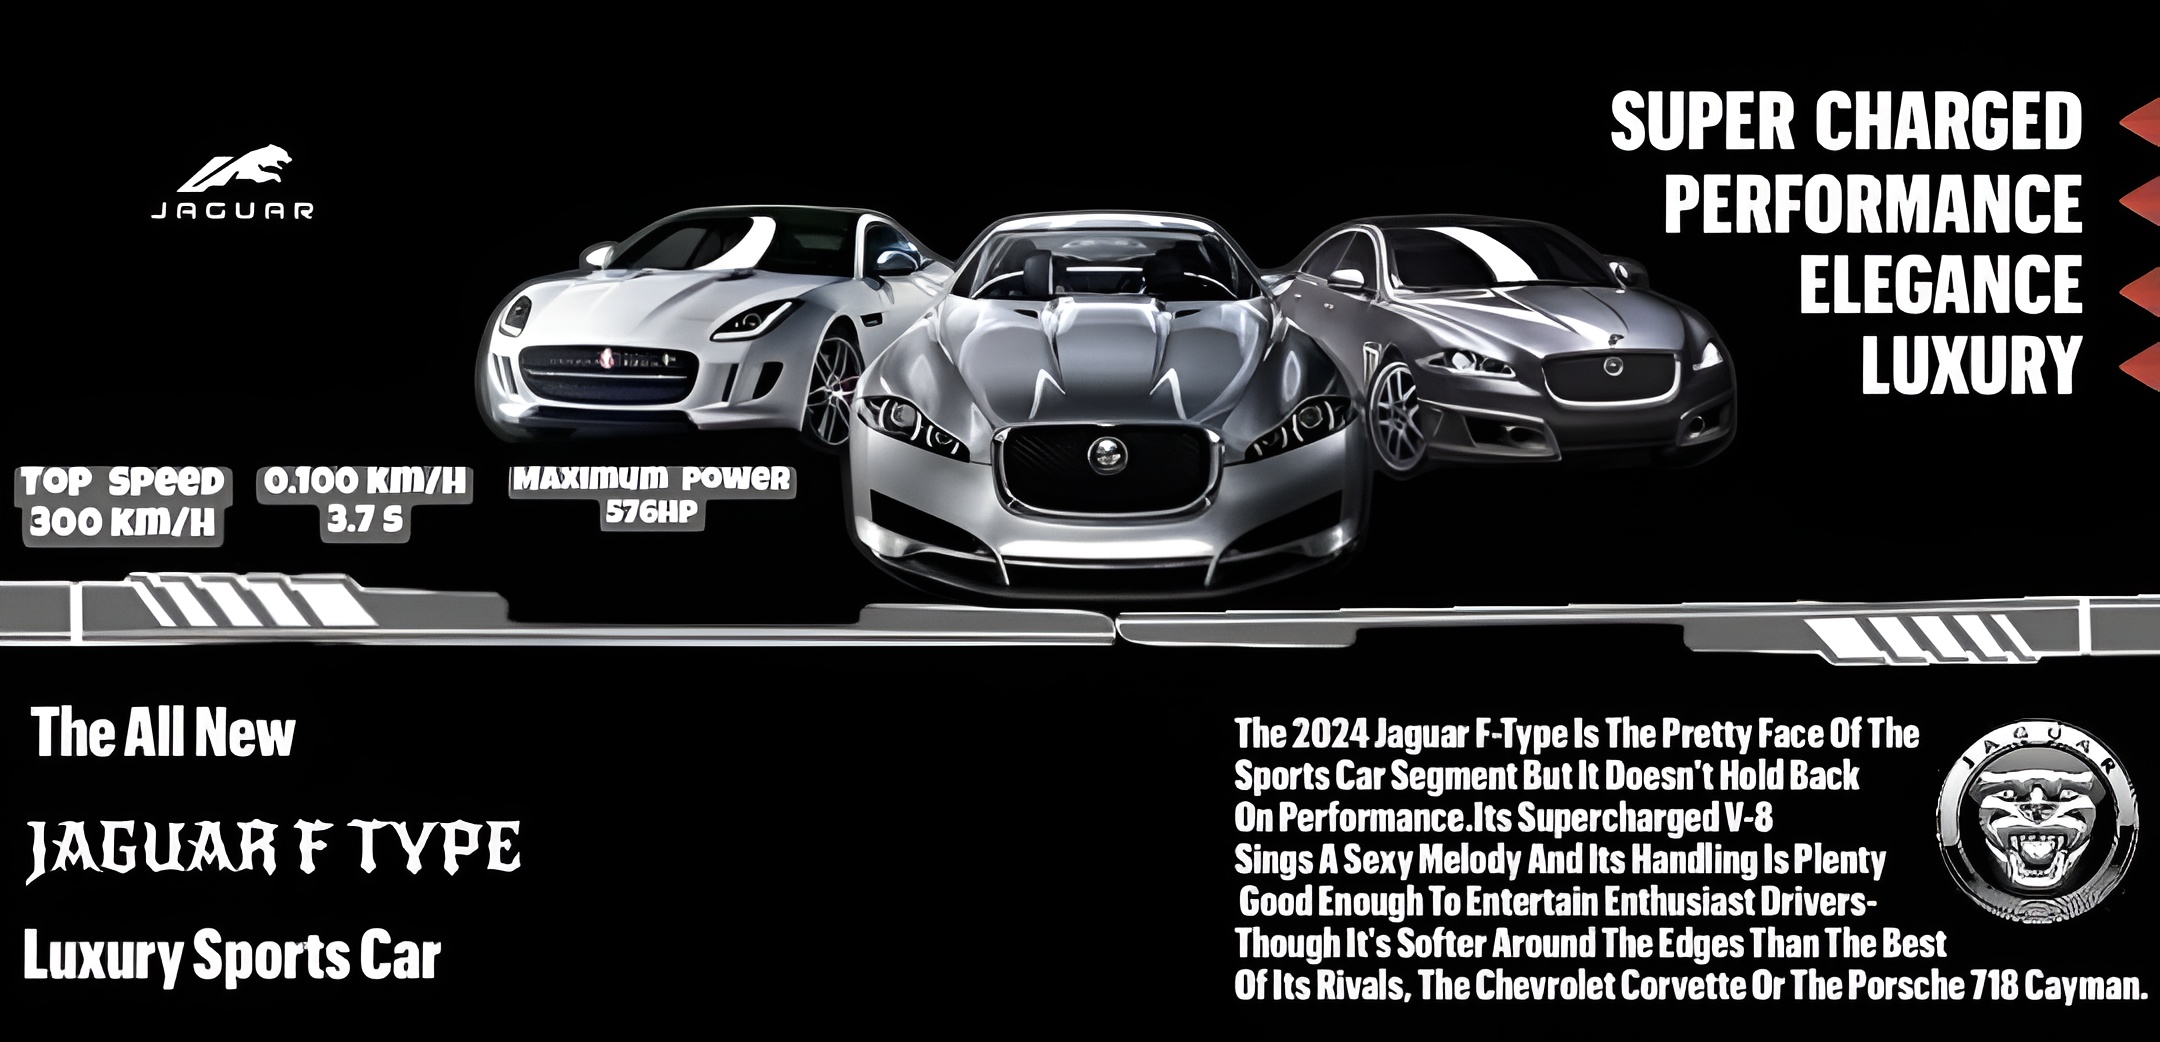 JAGUAR
SUPER CHARGED
PERFORMANCE
ELEGANCE
LUXURY
TOP SPEED
300 KM/H
0.100 KM/H
3.7 S
MAXIMUM POWER
576HP
The All New
JAGUAR F TYPE
Luxury Sports Car
The 2024 Jaguar F-Type Is The Pretty Face Of The
Sports Car Segment But It Doesn't Hold Back
On Performance.Its Supercharged V-8
Sings A Sexy Melody And Its Handling Is Plenty
Good Enough To Entertain Enthusiast Drivers-
Though It's Softer Around The Edges Than The Best
Of Its Rivals, The Chevrolet Corvette Or The Porsche 718 Cayman.
JAGUAR